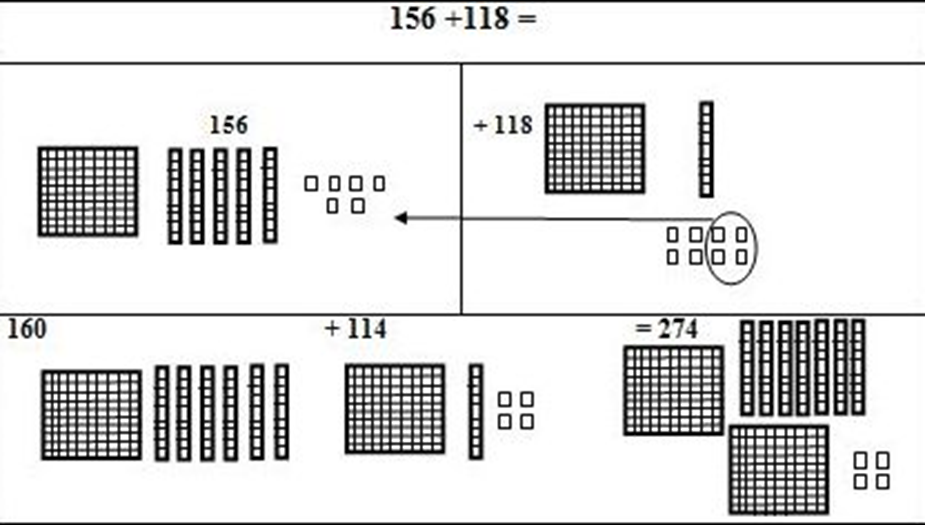 156 +118 =
156
+ 118
160 + 114 = 274